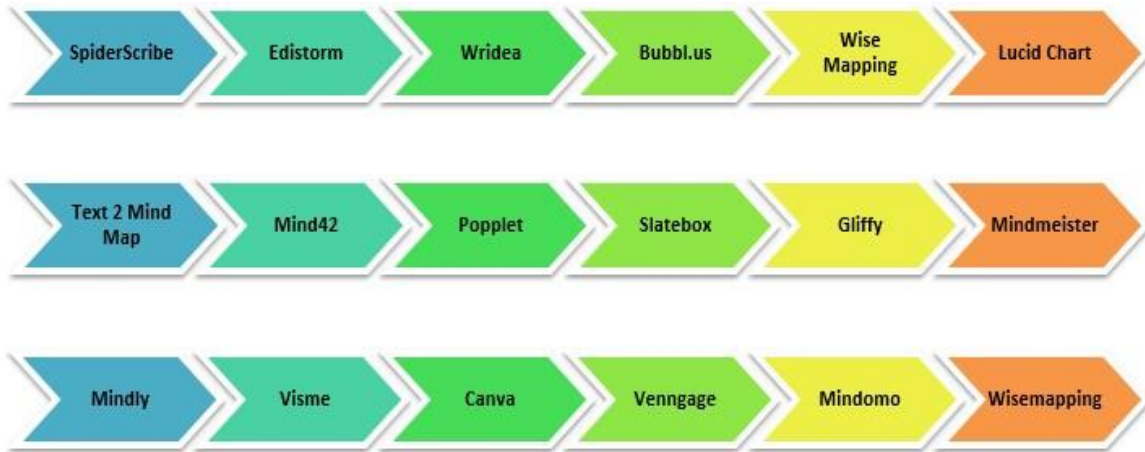 SpiderScribe
Edistorm
Wridea
Bubbl.us
Wise
Mapping
Lucid Chart
Text 2 Mind
Map
Mind42
Popplet
Slatebox
Gliffy
Mindmeister
Mindly
Visme
Canva
Venngage
Mindomo
Wisemapping